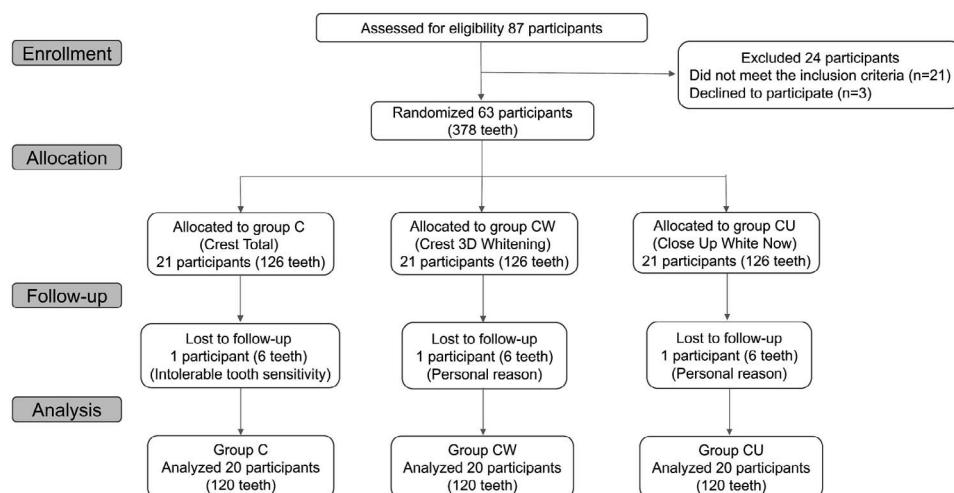 Enrollment
Assessed for eligibility 87 participants
Excluded 24 participants
Did not meet the inclusion criteria (n=21)
Declined to participate (n=3)
Randomized 63 participants
(378 teeth)
Allocation
Allocated to group C
(Crest Total)
21 participants (126 teeth)
Allocated to group CW
(Crest 3D Whitening)
21 participants (126 teeth)
Allocated to group CU
(Close Up White Now)
21 participants (126 teeth)
Follow-up
Lost to follow-up
1 participant (6 teeth)
(Intolerable tooth sensitivity)
Lost to follow-up
1 participant (6 teeth)
(Personal reason)
Lost to follow-up
1 participant (6 teeth)
(Personal reason)
Analysis
Group C
Analyzed 20 participants
(120 teeth)
Group CW
Analyzed 20 participants
(120 teeth)
Group CU
Analyzed 20 participants
(120 teeth)